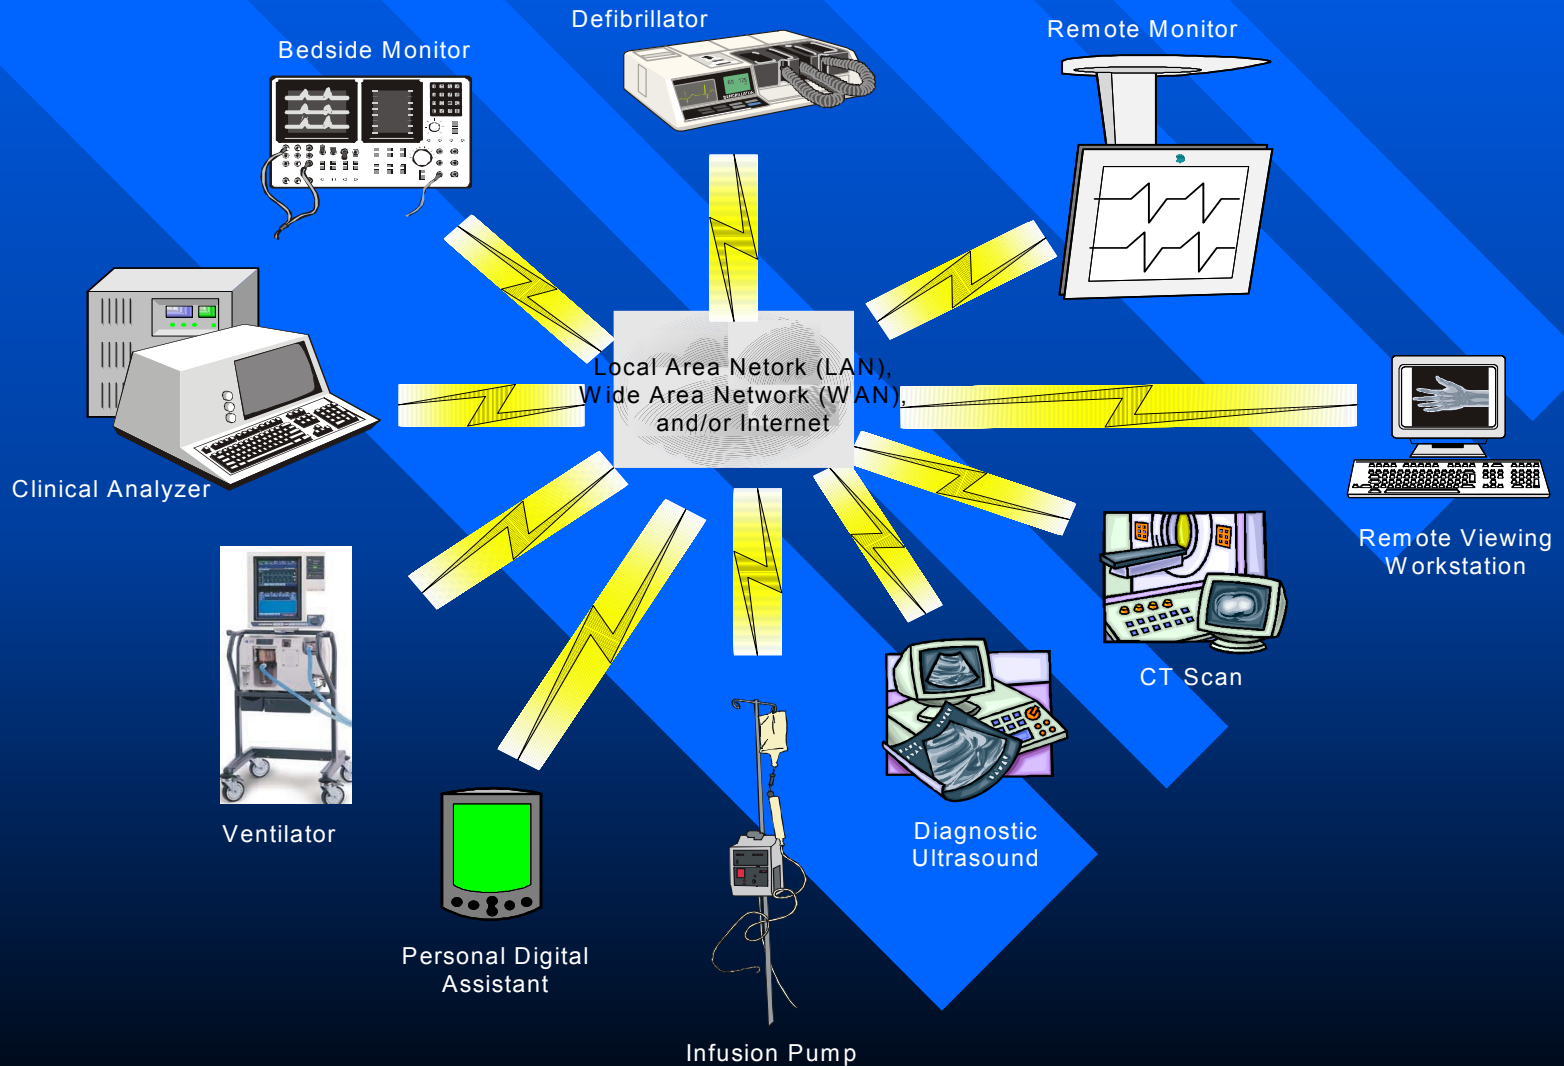 Defibrillator
Remote Monitor
Bedside Monitor
Local Area Netork (LAN),
Wide Area Network (WAN),
and/or Internet
Clinical Analyzer
Remote Viewing
Workstation
CT Scan
Ventilator
Diagnostic
Ultrasound
Personal Digital
Assistant
Infusion Pump